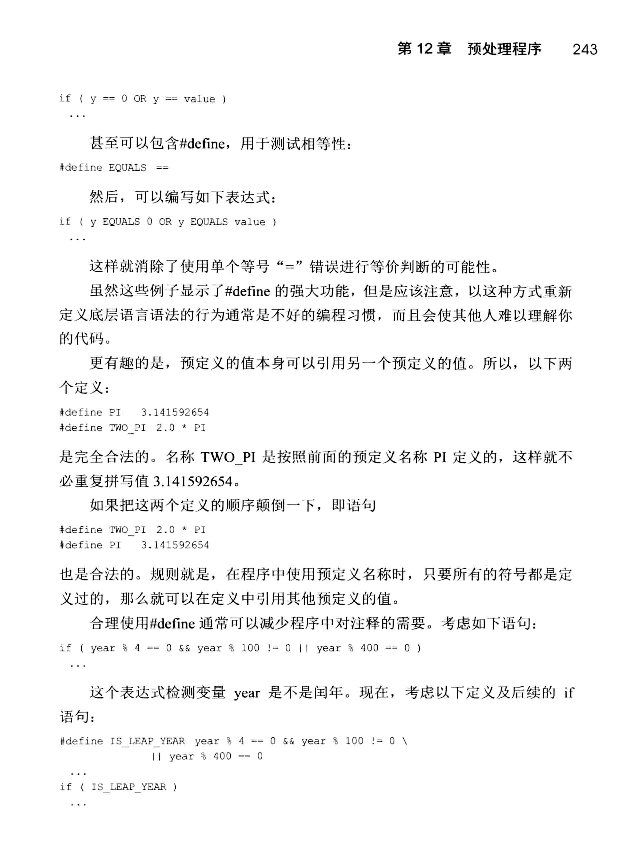 第 12 章 预处理程序 243
if ( y == 0 OR y == value )
...
甚至可以包含#define，用于测试相等性：
#define EQUALS ==
然后，可以编写如下表达式：
if ( y EQUALS 0 OR y EQUALS value )
...
这样就消除了使用单个等号“=”错误进行等价判断的可能性。
虽然这些例子显示了#define 的强大功能，但是应该注意，以这种方式重新
定义底层语言语法的行为通常是不好的编程习惯，而且会使其他人难以理解你
的代码。
更有趣的是，预定义的值本身可以引用另一个预定义的值。所以，以下两
个定义：
#define PI 3.141592654
#define TWO_PI 2.0 * PI
是完全合法的。名称 TWO_PI 是按照前面的预定义名称 PI 定义的，这样就不
必重复拼写值 3.141592654。
如果把这两个定义的顺序颠倒一下，即语句
#define TWO_PI 2.0 * PI
#define PI 3.141592654
也是合法的。规则就是，在程序中使用预定义名称时，只要所有的符号都是定
义过的，那么就可以在定义中引用其他预定义的值。
合理使用#define 通常可以减少程序中对注释的需要。考虑如下语句：
if ( year % 4 == 0 && year % 100 != 0 || year % 400 == 0 )
...
这个表达式检测变量 year 是不是闰年。现在，考虑以下定义及后续的 if
语句：
#define IS_LEAP_YEAR year % 4 == 0 && year % 100 != 0 \
|| year % 400 == 0
...
if ( IS_LEAP_YEAR )
...